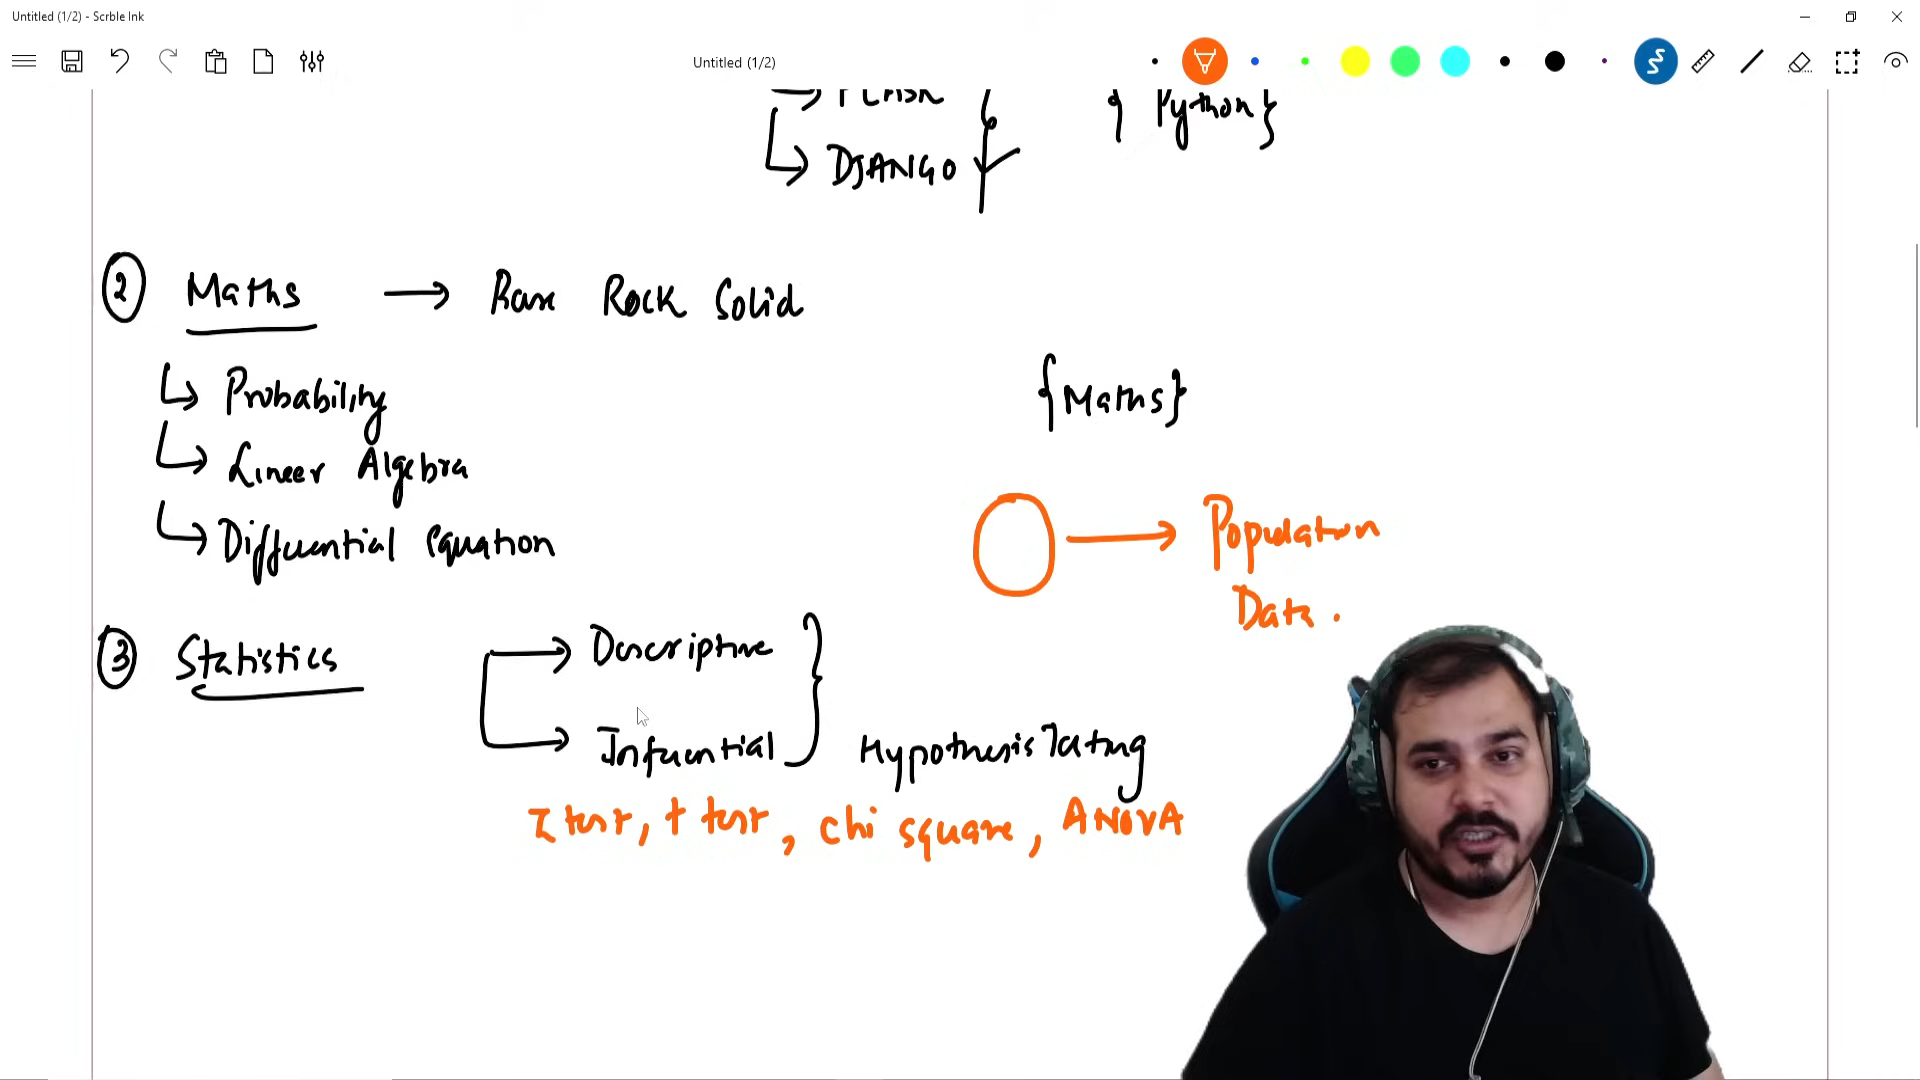 Untitled (1/2) - Scrble Ink
Untitled (1/2)
FLASK
{ Python}
DJANGO
2 Maths → Rock Solid
Probability
{Maths}
Linear Algebra
Differential Equation
Population
Data.
3 Statistics
Descriptive
Inferential
Hypothesis Testing
Z test, t test, chi square, ANOVA